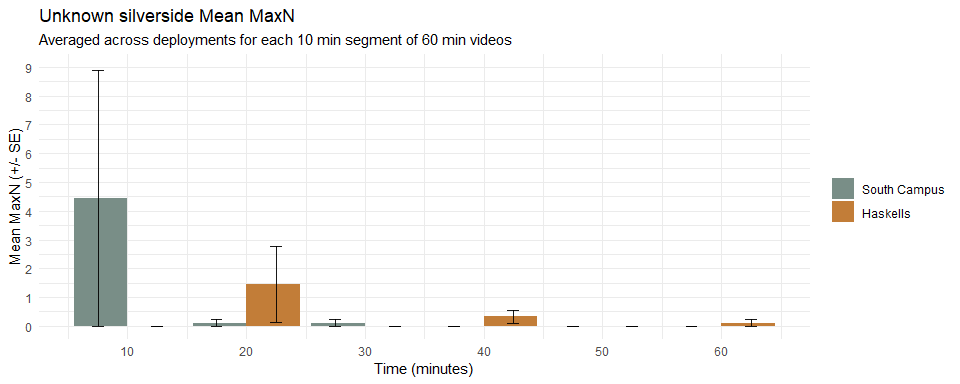 Unknown silverside Mean MaxN
Averaged across deployments for each 10 min segment of 60 min videos
Mean MaxN (+/- SE)
9
8
7
6
5
4
3
2
1
0
10 20 30 40 50 60
Time (minutes)
South Campus
Haskells